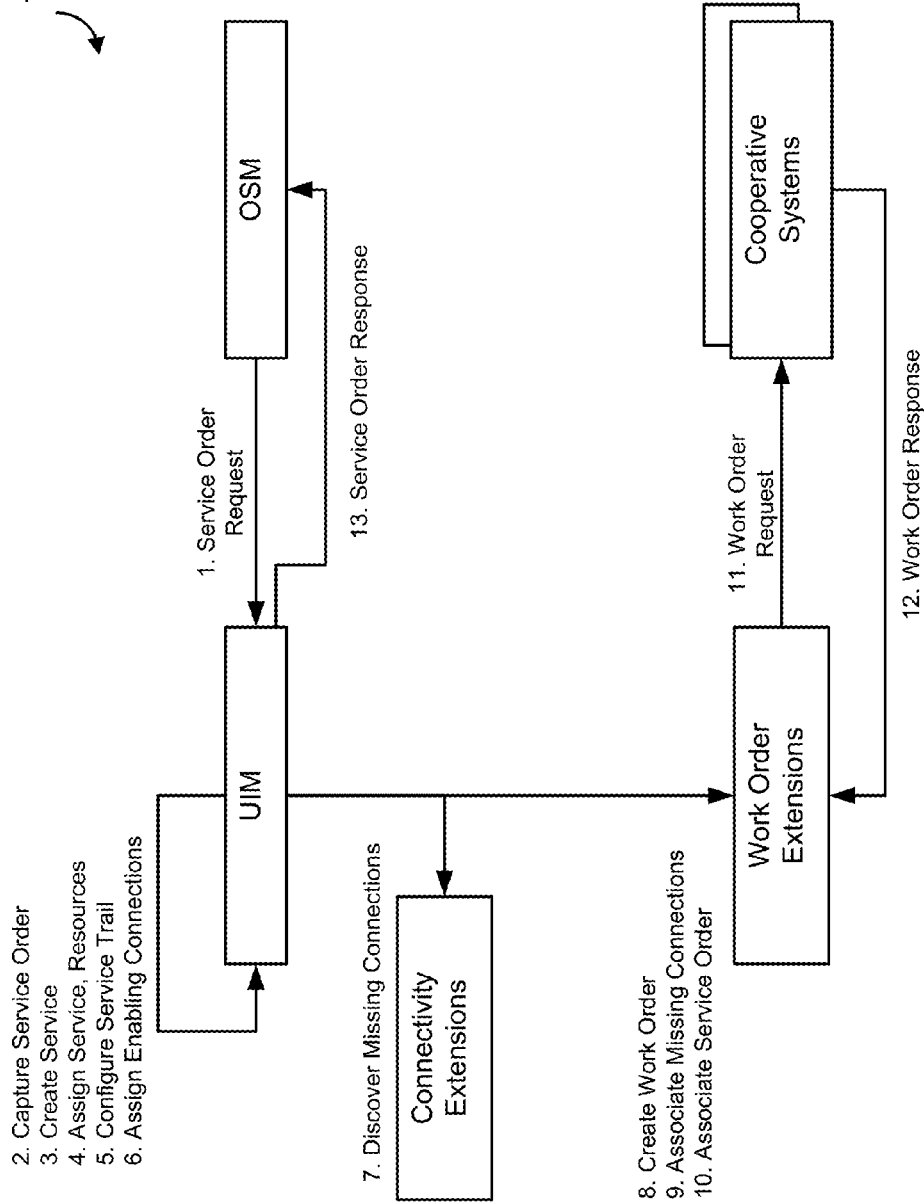 2. Capture Service Order
3. Create Service
4. Assign Service, Resources
5. Configure Service Trail
6. Assign Enabling Connections
UIM
1. Service Order
Request
OSM
13. Service Order Response
7. Discover Missing Connections
Connectivity
Extensions
8. Create Work Order
9. Associate Missing Connections
10. Associate Service Order
Work Order
Extensions
11. Work Order
Request
Cooperative
Systems
12. Work Order Response